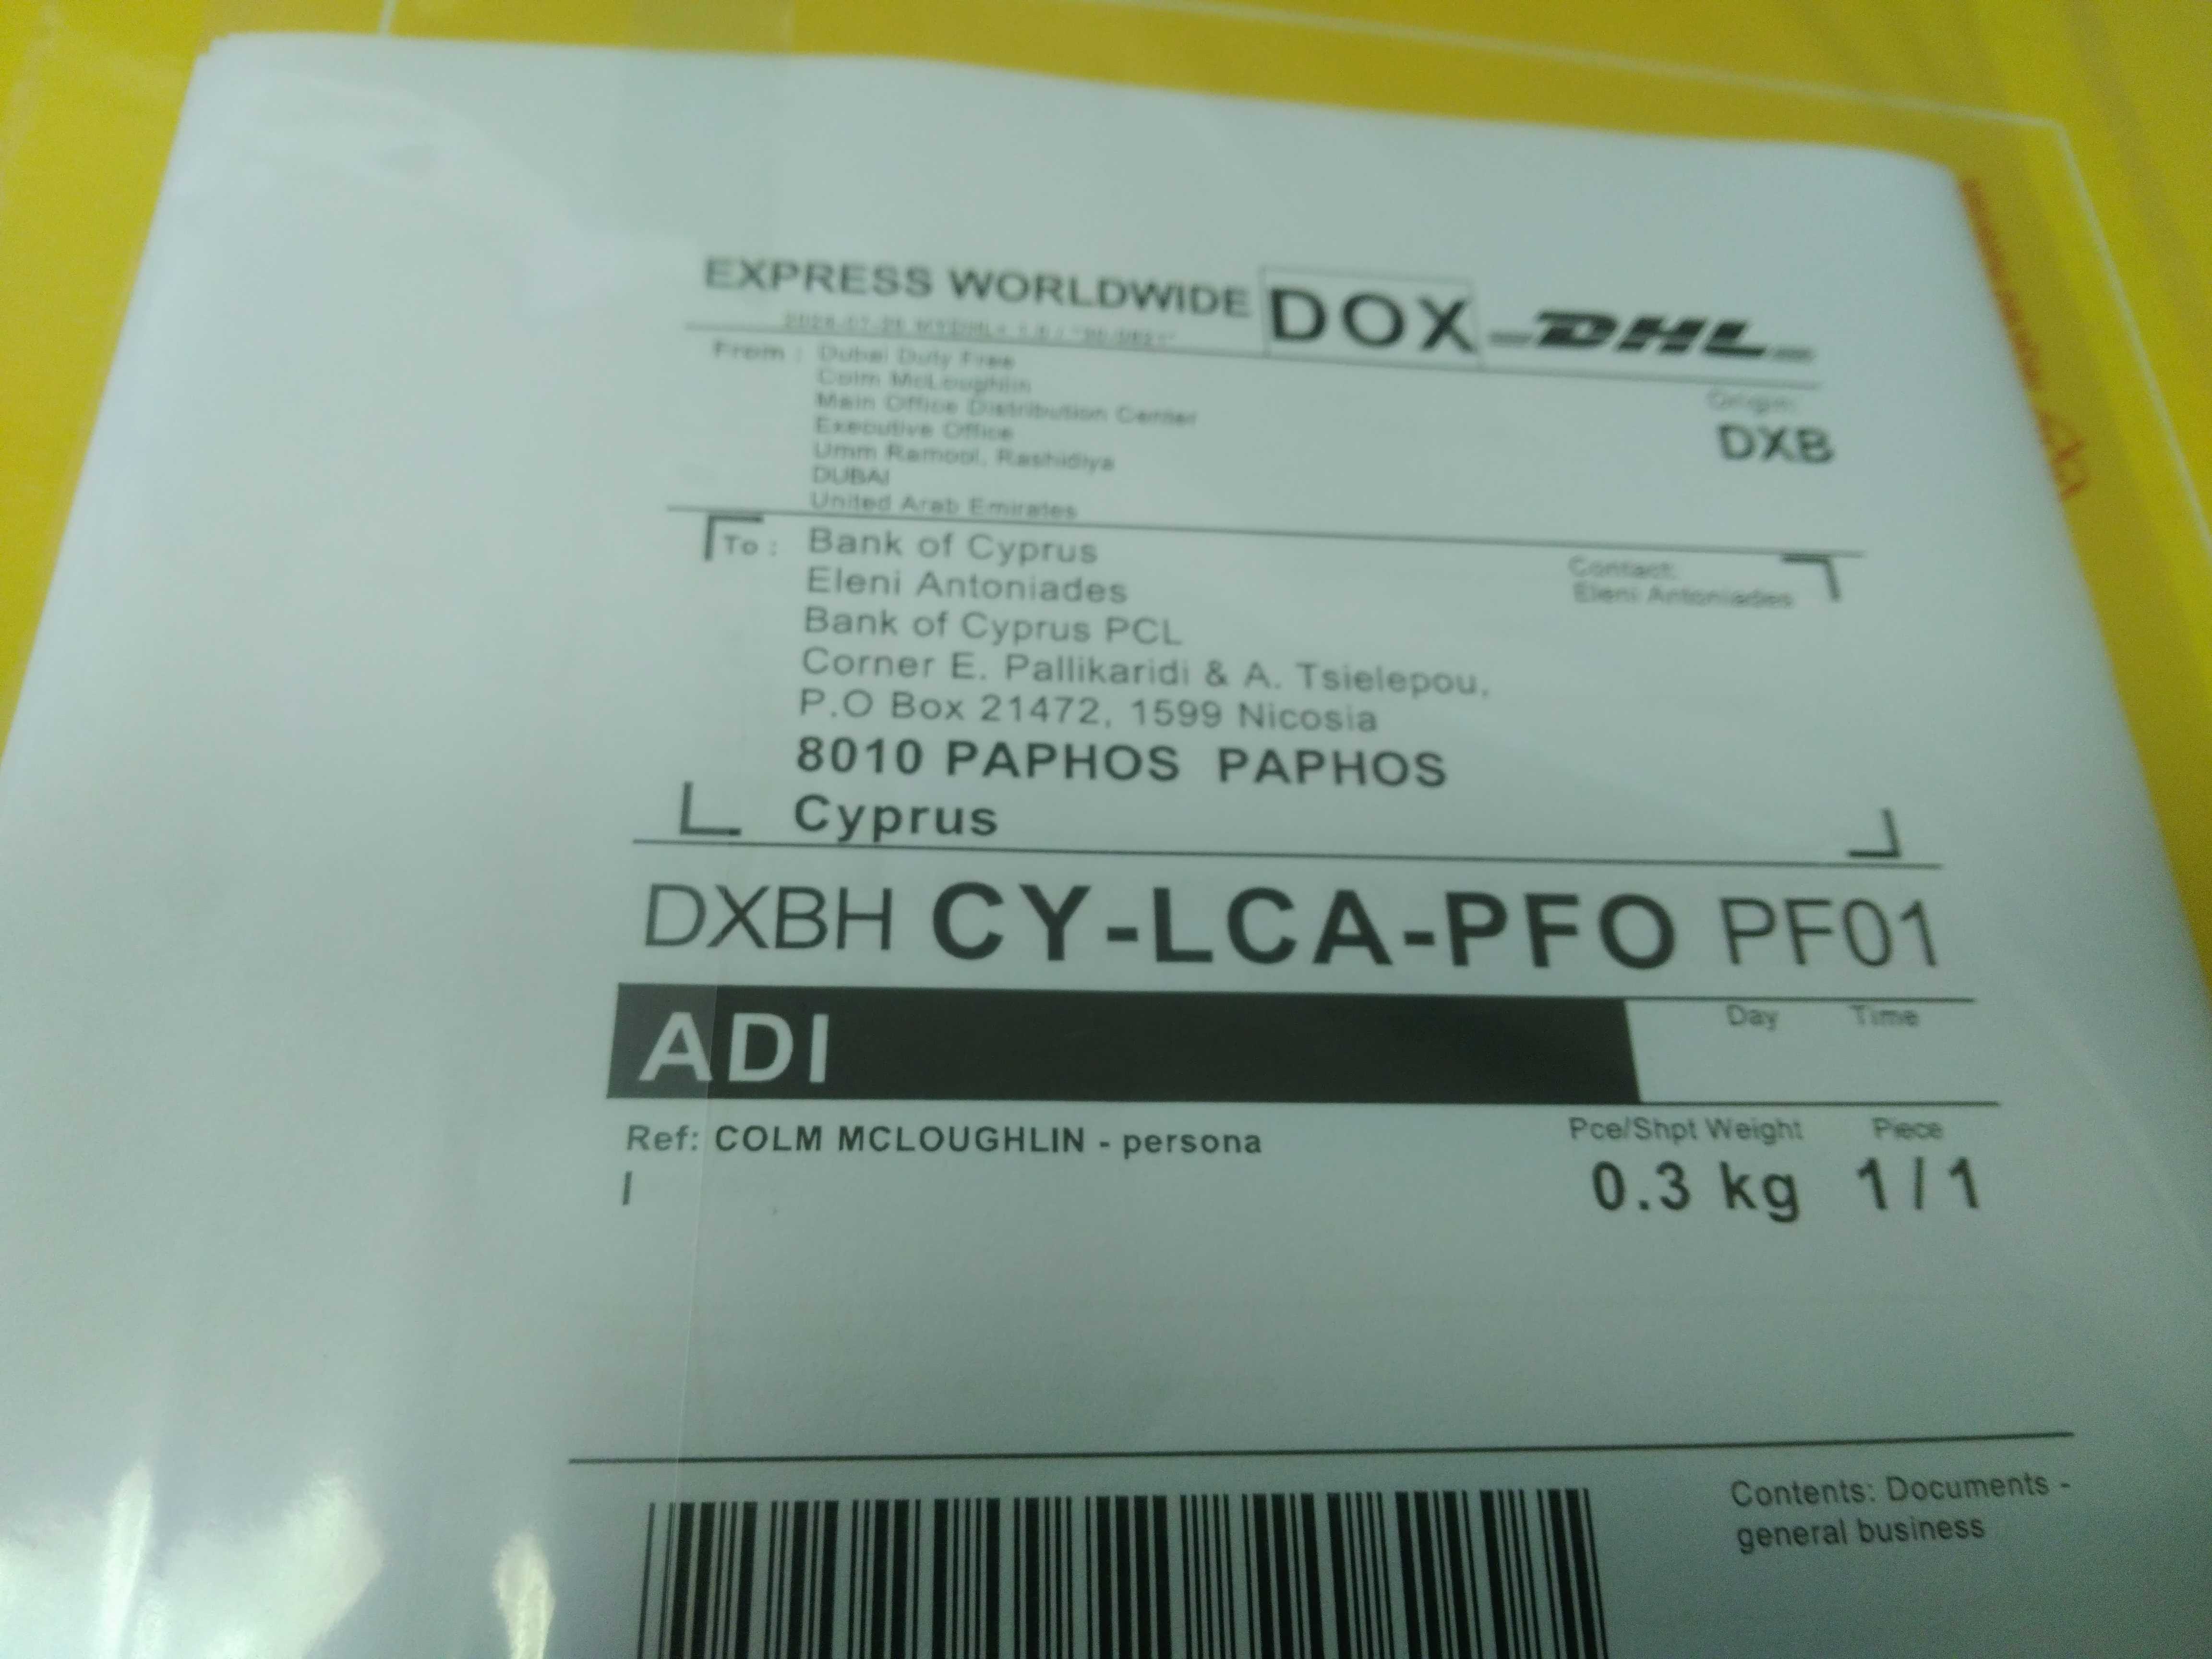 EXPRESS WORLDWIDE DOX DHL
From : Dubai Duty Free
Colm McLoughlin
Main Office Distribution Center
Executive Office
Umm Ramool, Rashidiya
DUBAI
United Arab Emirates
Origin:
DXB
To : Bank of Cyprus
Eleni Antoniades
Bank of Cyprus PCL
Corner E. Pallikaridi & A. Tsielepou,
P.O Box 21472, 1599 Nicosia
8010 PAPHOS PAPHOS
Cyprus
Contact:
Eleni Antoniades
DXBH CY-LCA-PFO PF01
ADI
Day Time
Ref: COLM MCLOUGHLIN - persona
l
Pce/Shpt Weight Piece
0.3 kg 1/1
Contents: Documents -
general business